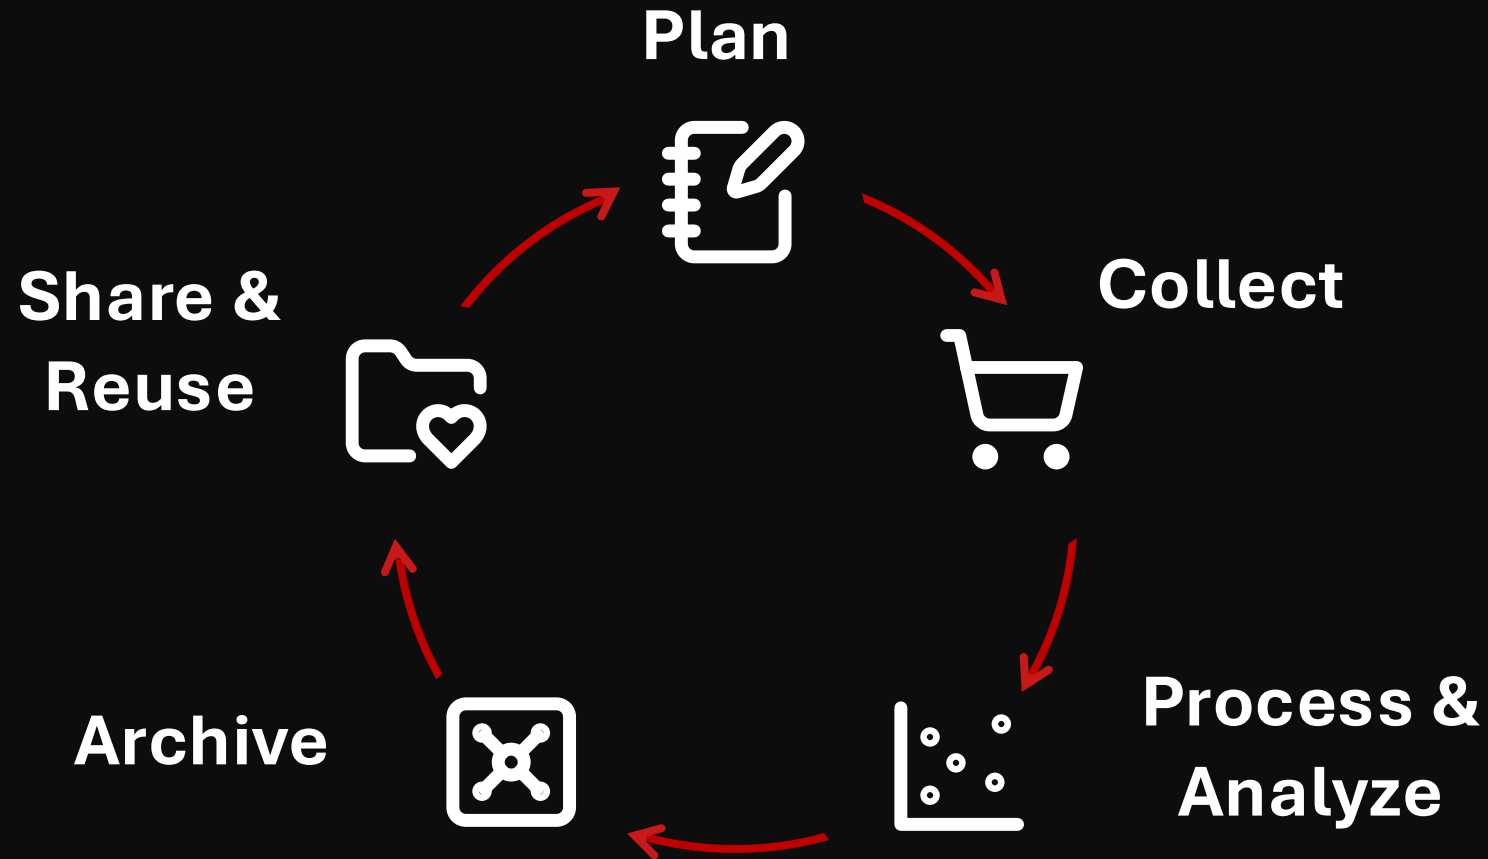 Plan
Collect
Share &
Reuse
Process &
Analyze
Archive